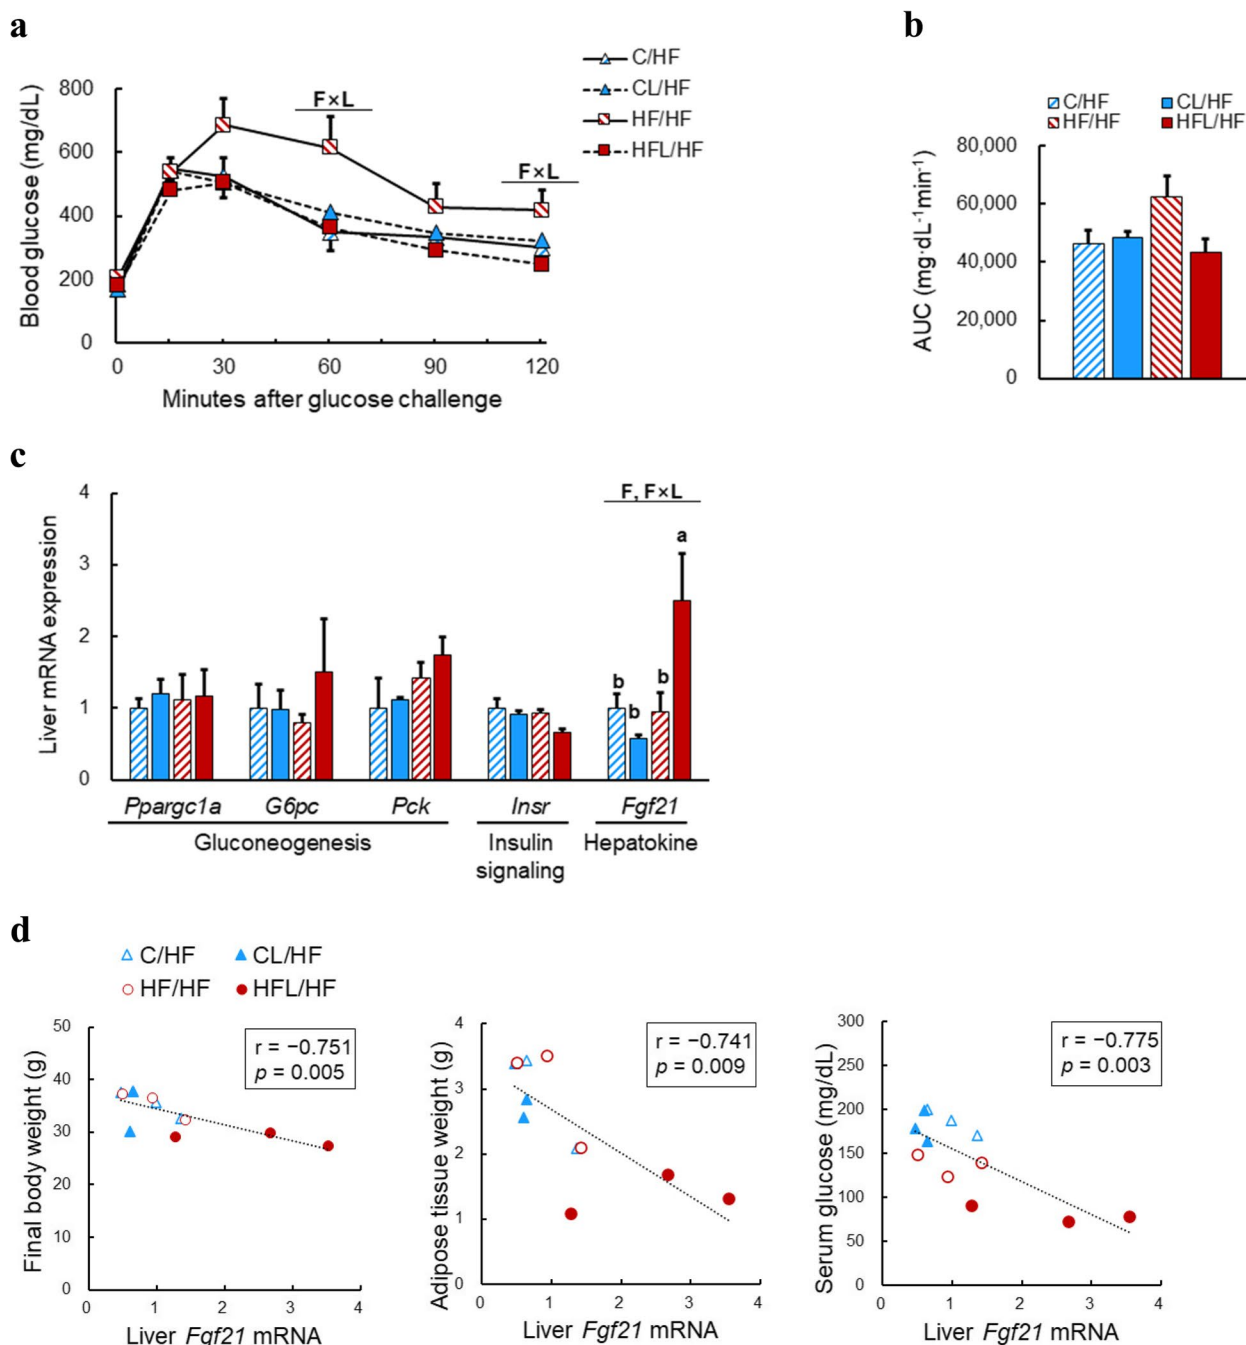 a
C/HF
CL/HF
HF/HF
HFL/HF
Blood glucose (mg/dL)
800
600
400
200
0
F×L
F×L
0 30 60 90 120
Minutes after glucose challenge
b
C/HF CL/HF
HF/HF HFL/HF
AUC (mg·dL⁻¹min⁻¹)
80,000
60,000
40,000
20,000
0
c
Liver mRNA expression
4
3
2
1
0
F, F×L
a
b
b
b
Ppargc1a G6pc Pck Insr Fgf21
Gluconeogenesis Insulin signaling Hepatokine
d
C/HF CL/HF
HF/HF HFL/HF
Final body weight (g)
50
40
30
20
10
0
r = −0.751
p = 0.005
0 1 2 3 4
Liver Fgf21 mRNA
Adipose tissue weight (g)
4
3
2
1
0
r = −0.741
p = 0.009
0 1 2 3 4
Liver Fgf21 mRNA
Serum glucose (mg/dL)
300
250
200
150
100
50
0
r = −0.775
p = 0.003
0 1 2 3 4
Liver Fgf21 mRNA